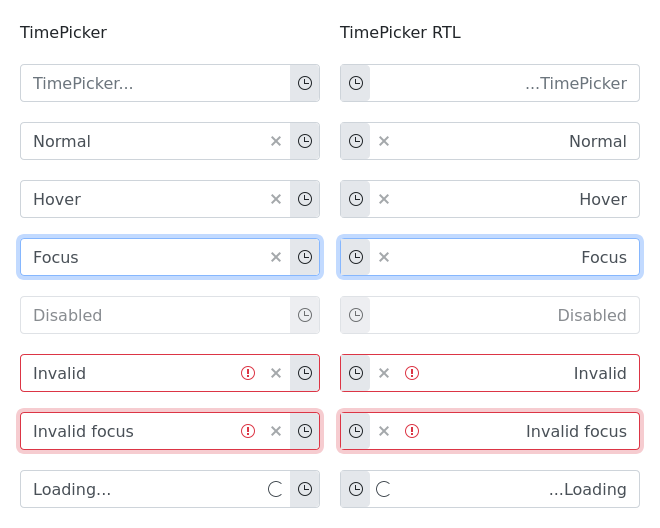 TimePicker
TimePicker...
Normal
Hover
Focus
Disabled
Invalid
Invalid focus
Loading...
TimePicker RTL
...TimePicker
Normal
Hover
Focus
Disabled
Invalid
Invalid focus
...Loading